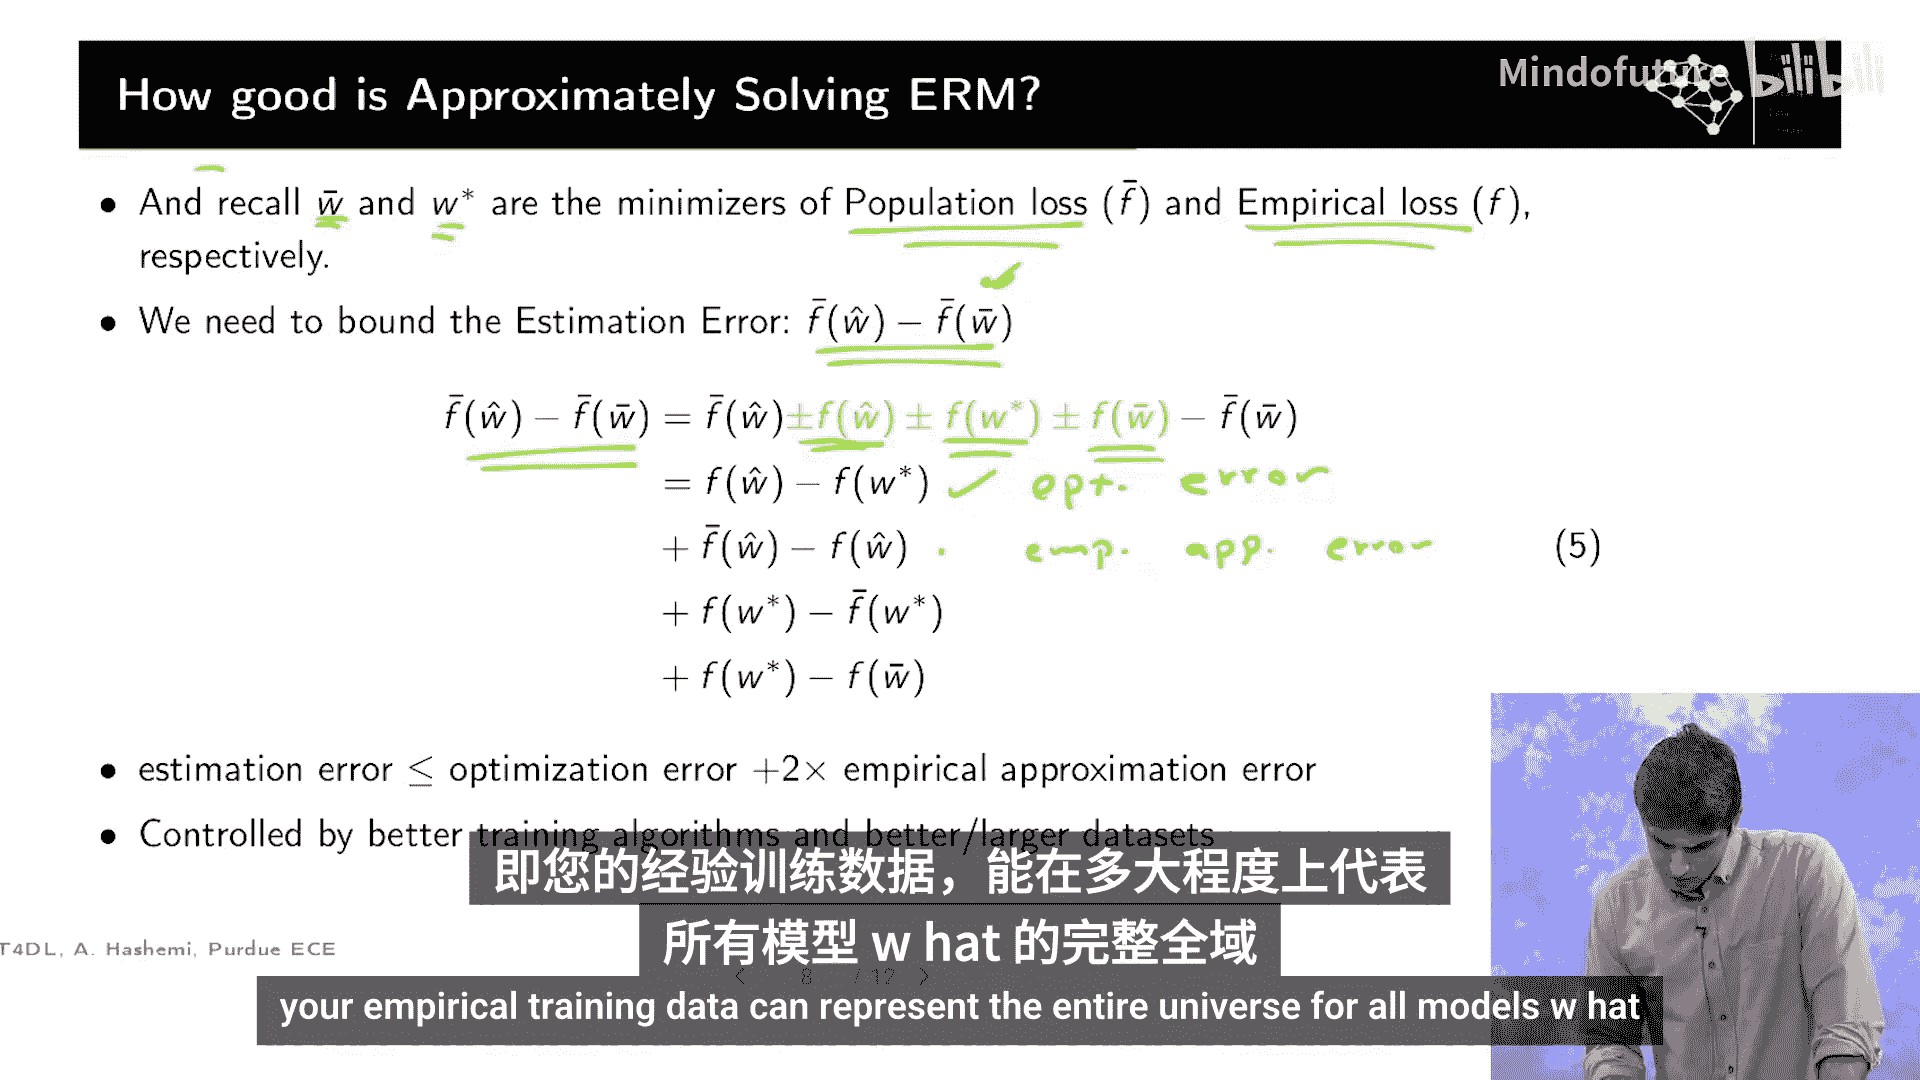 How good is Approximately Solving ERM?
Mindofuture
bilibili
• And recall w̄ and w* are the minimizers of Population loss (f̄) and Empirical loss (f),
respectively.
• We need to bound the Estimation Error: f̄(ŵ) − f̄(w̄)
f̄(ŵ) − f̄(w̄) = f̄(ŵ) ± f(ŵ) ± f(w*) ± f(w̄) − f̄(w̄)
= f(ŵ) − f(w*) ✓ opt. error
+ f̄(ŵ) − f(ŵ) . emp. app. error (5)
+ f(w*) − f̄(w*)
+ f(w*) − f(w̄)
• estimation error ≤ optimization error +2× empirical approximation error
• Controlled by better training algorithms and better/larger datasets
即您的经验训练数据，能在多大程度上代表
所有模型 w hat 的完整全域
T4DL, A. Hashemi, Purdue ECE
8 / 12
your empirical training data can represent the entire universe for all models w hat